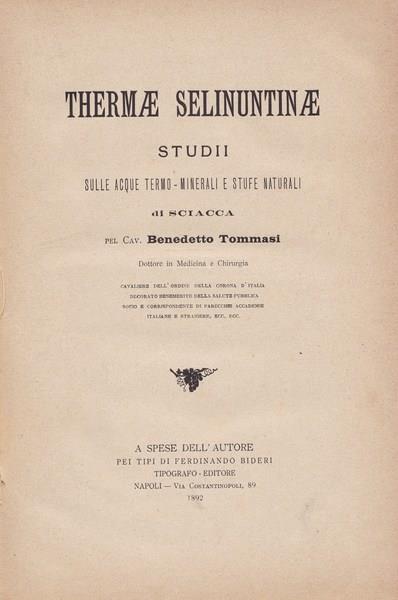 THERMÆ SELINUNTINÆ
STUDII
SULLE ACQUE TERMO-MINERALI E STUFE NATURALI
di SCIACCA
PEL CAV. Benedetto Tommasi
Dottore in Medicina e Chirurgia
CAVALIERE DELL'ORDINE DELLA CORONA D'ITALIA
DECORATO BENEMERITO DELLA SALUTE PUBBLICA
SOCIO E CORRISPONDENTE DI PARECCHIE ACCADEMIE
ITALIANE E STRANIERE, ECC. ECC.
A SPESE DELL'AUTORE
PEI TIPI DI FERDINANDO BIDERI
TIPOGRAFO-EDITORE
NAPOLI — VIA COSTANTINOPOLI, 89
1892